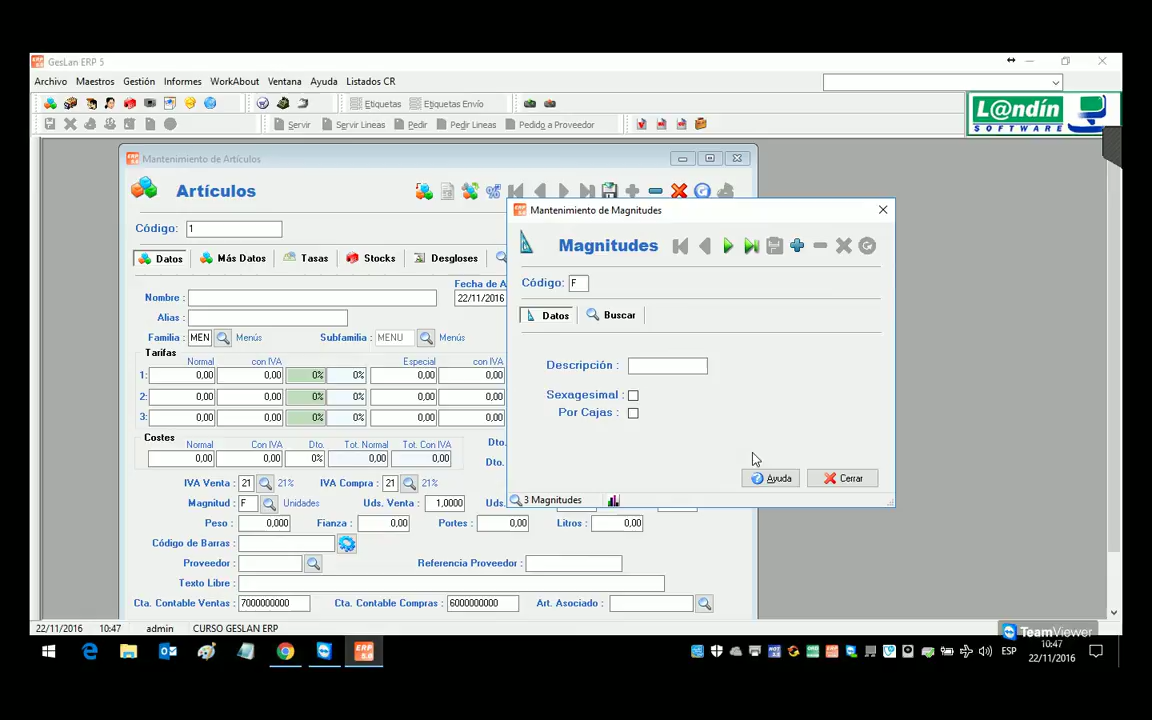 GesLan ERP 5
Archivo Maestros Gestión Informes WorkAbout Ventana Ayuda Listados CR
Etiquetas Etiquetas Envío
L@ndín
SOFTWARE
Servir Servir Lineas Pedir Pedir Lineas Pedido a Proveedor
Mantenimiento de Artículos
Artículos
Código: 1
Datos Más Datos Tasas Stocks Desgloses
Fecha de A
Nombre : 22/11/2016
Alias :
Familia : MEN Menús Subfamilia : MENU Menús
Tarifas
Normal con IVA Especial con IVA
1: 0,00 0,00 0% 0% 0,00 0,00
2: 0,00 0,00 0% 0% 0,00 0,00
3: 0,00 0,00 0% 0% 0,00 0,00
Costes
Normal Con IVA Dto. Tot. Normal Tot. Con IVA Dto.
0,00 0,00 0% 0,00 0,00 Dto.
IVA Venta : 21 21% IVA Compra : 21 21%
Magnitud : F Unidades Uds. Venta : 1,0000 Uds.
Peso : 0,000 Fianza : 0,00 Portes : 0,00 Litros : 0,00
Código de Barras :
Proveedor : Referencia Proveedor :
Texto Libre :
Cta. Contable Ventas : 7000000000 Cta. Contable Compras : 6000000000 Art. Asociado :
Mantenimiento de Magnitudes
Magnitudes
Código: F
Datos Buscar
Descripción :
Sexagesimal :
Por Cajas :
Ayuda Cerrar
3 Magnitudes
22/11/2016 10:47 admin CURSO GESLAN ERP
TeamViewer
ERP
5.0
ESP
10:47
22/11/2016